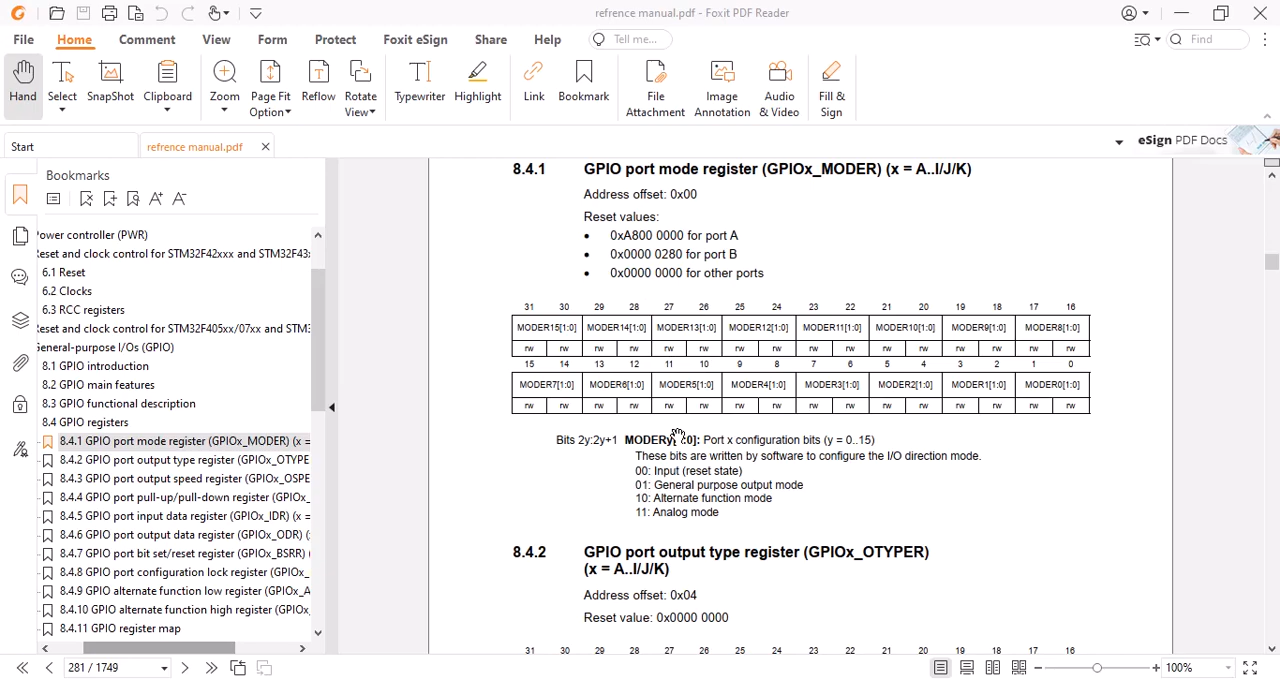 refrence manual.pdf - Foxit PDF Reader
File Home Comment View Form Protect Foxit eSign Share Help Tell me... Find
Hand Select SnapShot Clipboard Zoom Page Fit Option Reflow Rotate View Typewriter Highlight Link Bookmark File Attachment Image Annotation Audio & Video Fill & Sign
Start refrence manual.pdf eSign PDF Docs
Bookmarks
Power controller (PWR)
Reset and clock control for STM32F42xxx and STM32F43
6.1 Reset
6.2 Clocks
6.3 RCC registers
Reset and clock control for STM32F405xx/07xx and STM
General-purpose I/Os (GPIO)
8.1 GPIO introduction
8.2 GPIO main features
8.3 GPIO functional description
8.4 GPIO registers
8.4.1 GPIO port mode register (GPIOx_MODER) (x =
8.4.2 GPIO port output type register (GPIOx_OTYPE
8.4.3 GPIO port output speed register (GPIOx_OSPE
8.4.4 GPIO port pull-up/pull-down register (GPIOx_
8.4.5 GPIO port input data register (GPIOx_IDR) (x =
8.4.6 GPIO port output data register (GPIOx_ODR) (
8.4.7 GPIO port bit set/reset register (GPIOx_BSRR)
8.4.8 GPIO port configuration lock register (GPIOx_
8.4.9 GPIO alternate function low register (GPIOx_A
8.4.10 GPIO alternate function high register (GPIOx_
8.4.11 GPIO register map
8.4.1 GPIO port mode register (GPIOx_MODER) (x = A..I/J/K)
Address offset: 0x00
Reset values:
• 0xA800 0000 for port A
• 0x0000 0280 for port B
• 0x0000 0000 for other ports
31 30 29 28 27 26 25 24 23 22 21 20 19 18 17 16
MODER15[1:0] MODER14[1:0] MODER13[1:0] MODER12[1:0] MODER11[1:0] MODER10[1:0] MODER9[1:0] MODER8[1:0]
rw rw rw rw rw rw rw rw rw rw rw rw rw rw rw rw
15 14 13 12 11 10 9 8 7 6 5 4 3 2 1 0
MODER7[1:0] MODER6[1:0] MODER5[1:0] MODER4[1:0] MODER3[1:0] MODER2[1:0] MODER1[1:0] MODER0[1:0]
rw rw rw rw rw rw rw rw rw rw rw rw rw rw rw rw
Bits 2y:2y+1 MODERy[ :0]: Port x configuration bits (y = 0..15)
These bits are written by software to configure the I/O direction mode.
00: Input (reset state)
01: General purpose output mode
10: Alternate function mode
11: Analog mode
8.4.2 GPIO port output type register (GPIOx_OTYPER)
(x = A..I/J/K)
Address offset: 0x04
Reset value: 0x0000 0000
31 30 29 28 27 26 25 24 23 22 21 20 19 18 17 16
281 / 1749 100%